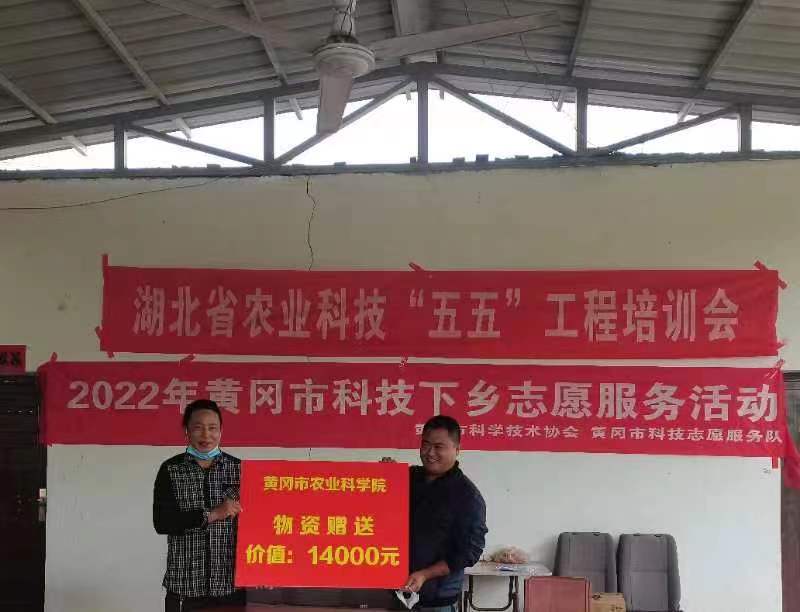 湖北省农业科技“五五”工程培训会
2022年黄冈市科技下乡志愿服务活动
市科学技术协会 黄冈市科技志愿服务队
黄冈市农业科学院
物资赠送
价值：14000元